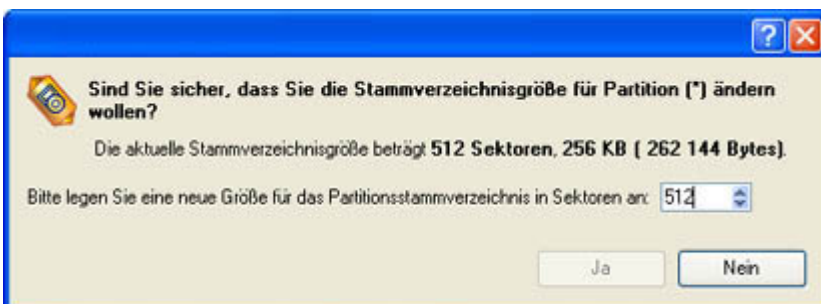 Sind Sie sicher, dass Sie die Stammverzeichnisgröße für Partition (*) ändern
wollen?
Die aktuelle Stammverzeichnisgröße beträgt 512 Sektoren, 256 KB ( 262 144 Bytes).
Bitte legen Sie eine neue Größe für das Partitionsstammverzeichnis in Sektoren an: 512
Ja Nein